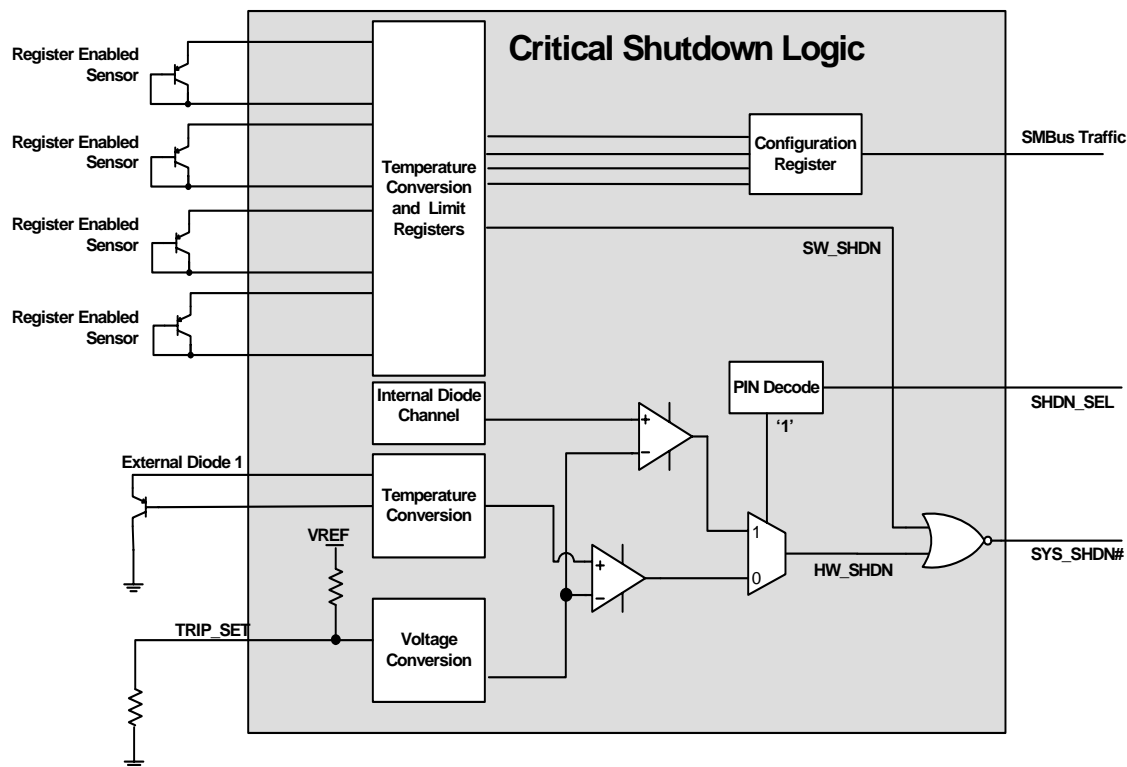 Critical Shutdown Logic
Register Enabled
Sensor
Register Enabled
Sensor
Register Enabled
Sensor
Register Enabled
Sensor
Temperature
Conversion
and Limit
Registers
Configuration
Register
SMBus Traffic
SW_SHDN
Internal Diode
Channel
PIN Decode
'1'
SHDN_SEL
External Diode 1
Temperature
Conversion
VREF
TRIP_SET
Voltage
Conversion
+
–
+
–
1
0
HW_SHDN
SYS_SHDN#